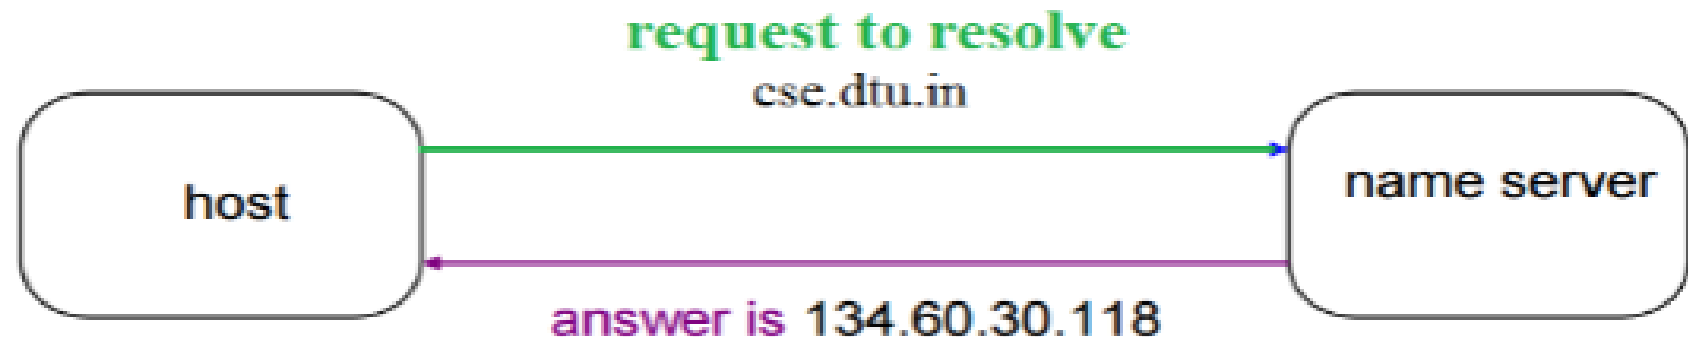 request to resolve
cse.dtu.in
host
name server
answer is 134.60.30.118